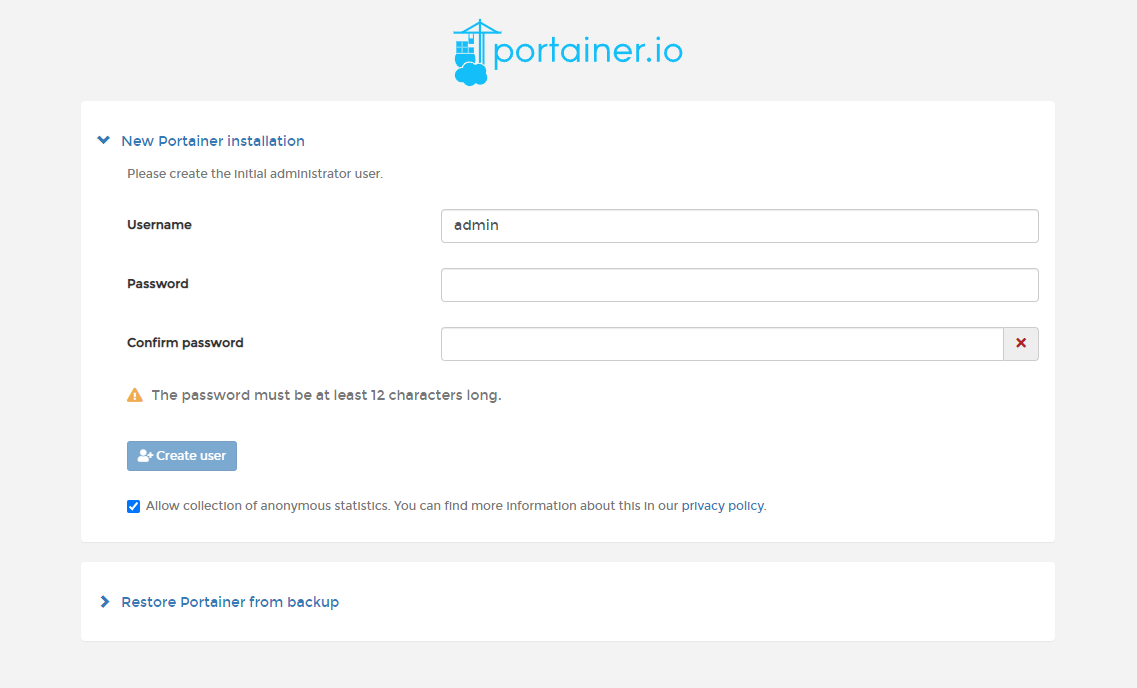 portainer.io
New Portainer installation
Please create the initial administrator user.
Username
admin
Password
Confirm password
The password must be at least 12 characters long.
Create user
Allow collection of anonymous statistics. You can find more information about this in our privacy policy.
Restore Portainer from backup